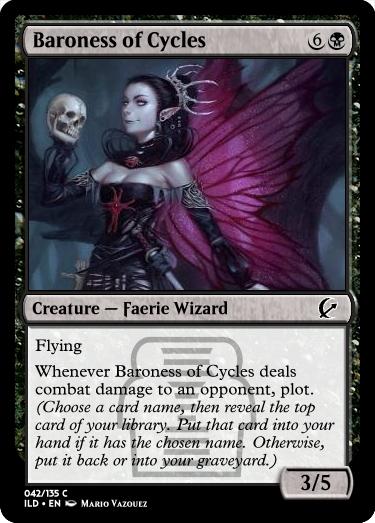 Baroness of Cycles 6
Creature — Faerie Wizard
Flying
Whenever Baroness of Cycles deals
combat damage to an opponent, plot.
(Choose a card name, then reveal the top
card of your library. Put that card into your
hand if it has the chosen name. Otherwise,
put it back or into your graveyard.)
3/5
042/135 C
ILD • EN Mario Vazquez